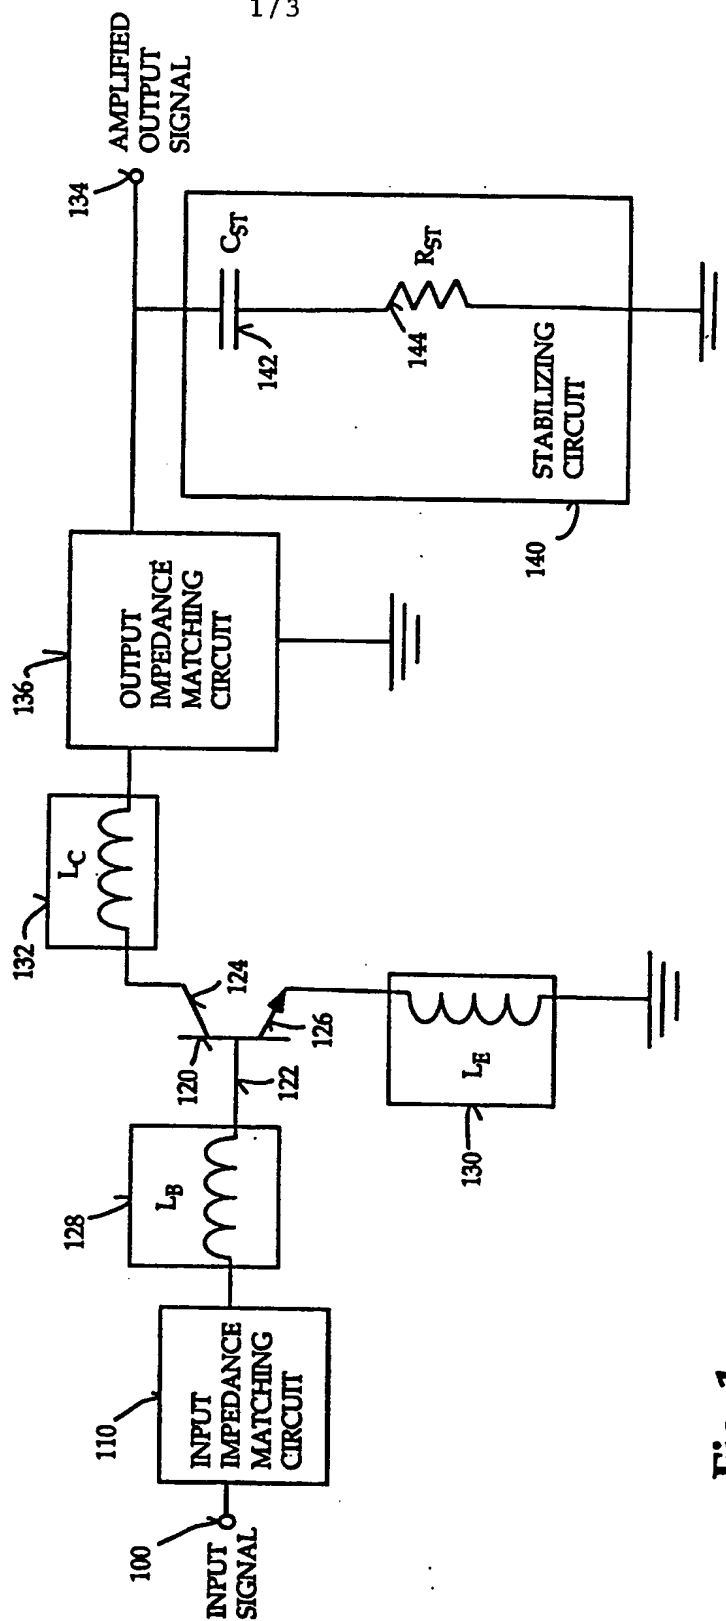 1/3
100
INPUT
SIGNAL
110
INPUT
IMPEDANCE
MATCHING
CIRCUIT
128
L_B
120
122
124
126
130
L_E
132
L_C
136
OUTPUT
IMPEDANCE
MATCHING
CIRCUIT
134
AMPLIFIED
OUTPUT
SIGNAL
C_ST
142
R_ST
144
STABILIZING
CIRCUIT
140